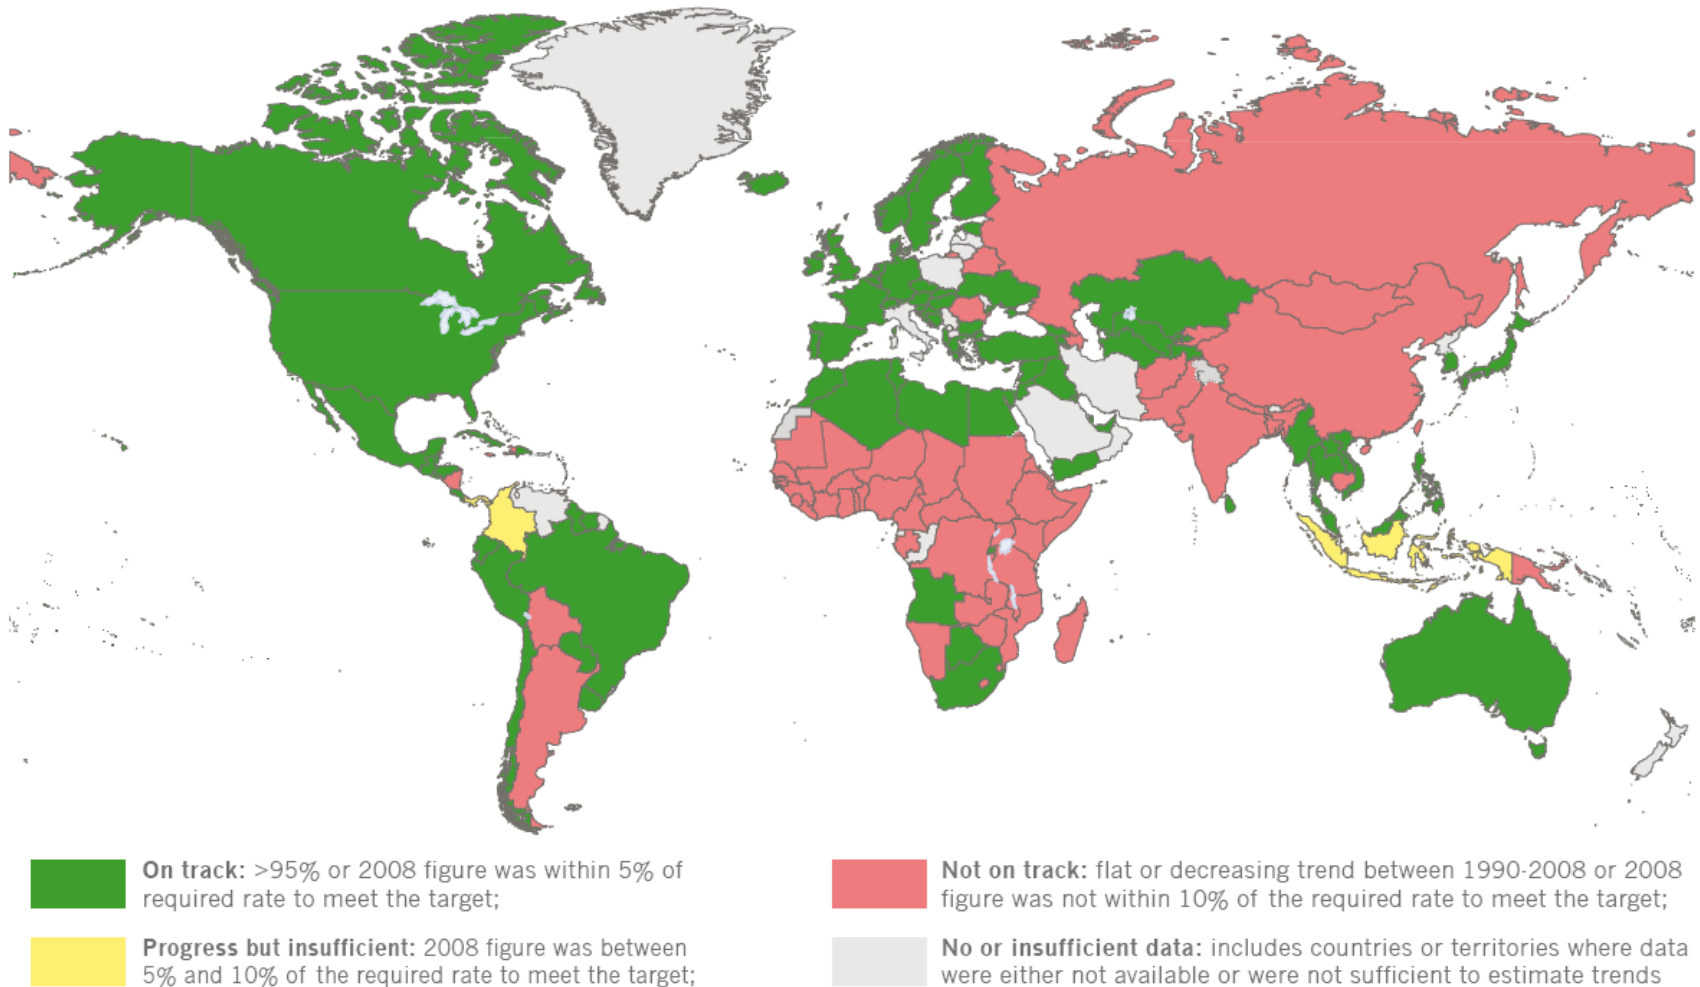 On track: >95% or 2008 figure was within 5% of
required rate to meet the target;
Progress but insufficient: 2008 figure was between
5% and 10% of the required rate to meet the target;
Not on track: flat or decreasing trend between 1990-2008 or 2008
figure was not within 10% of the required rate to meet the target;
No or insufficient data: includes countries or territories where data
were either not available or were not sufficient to estimate trends